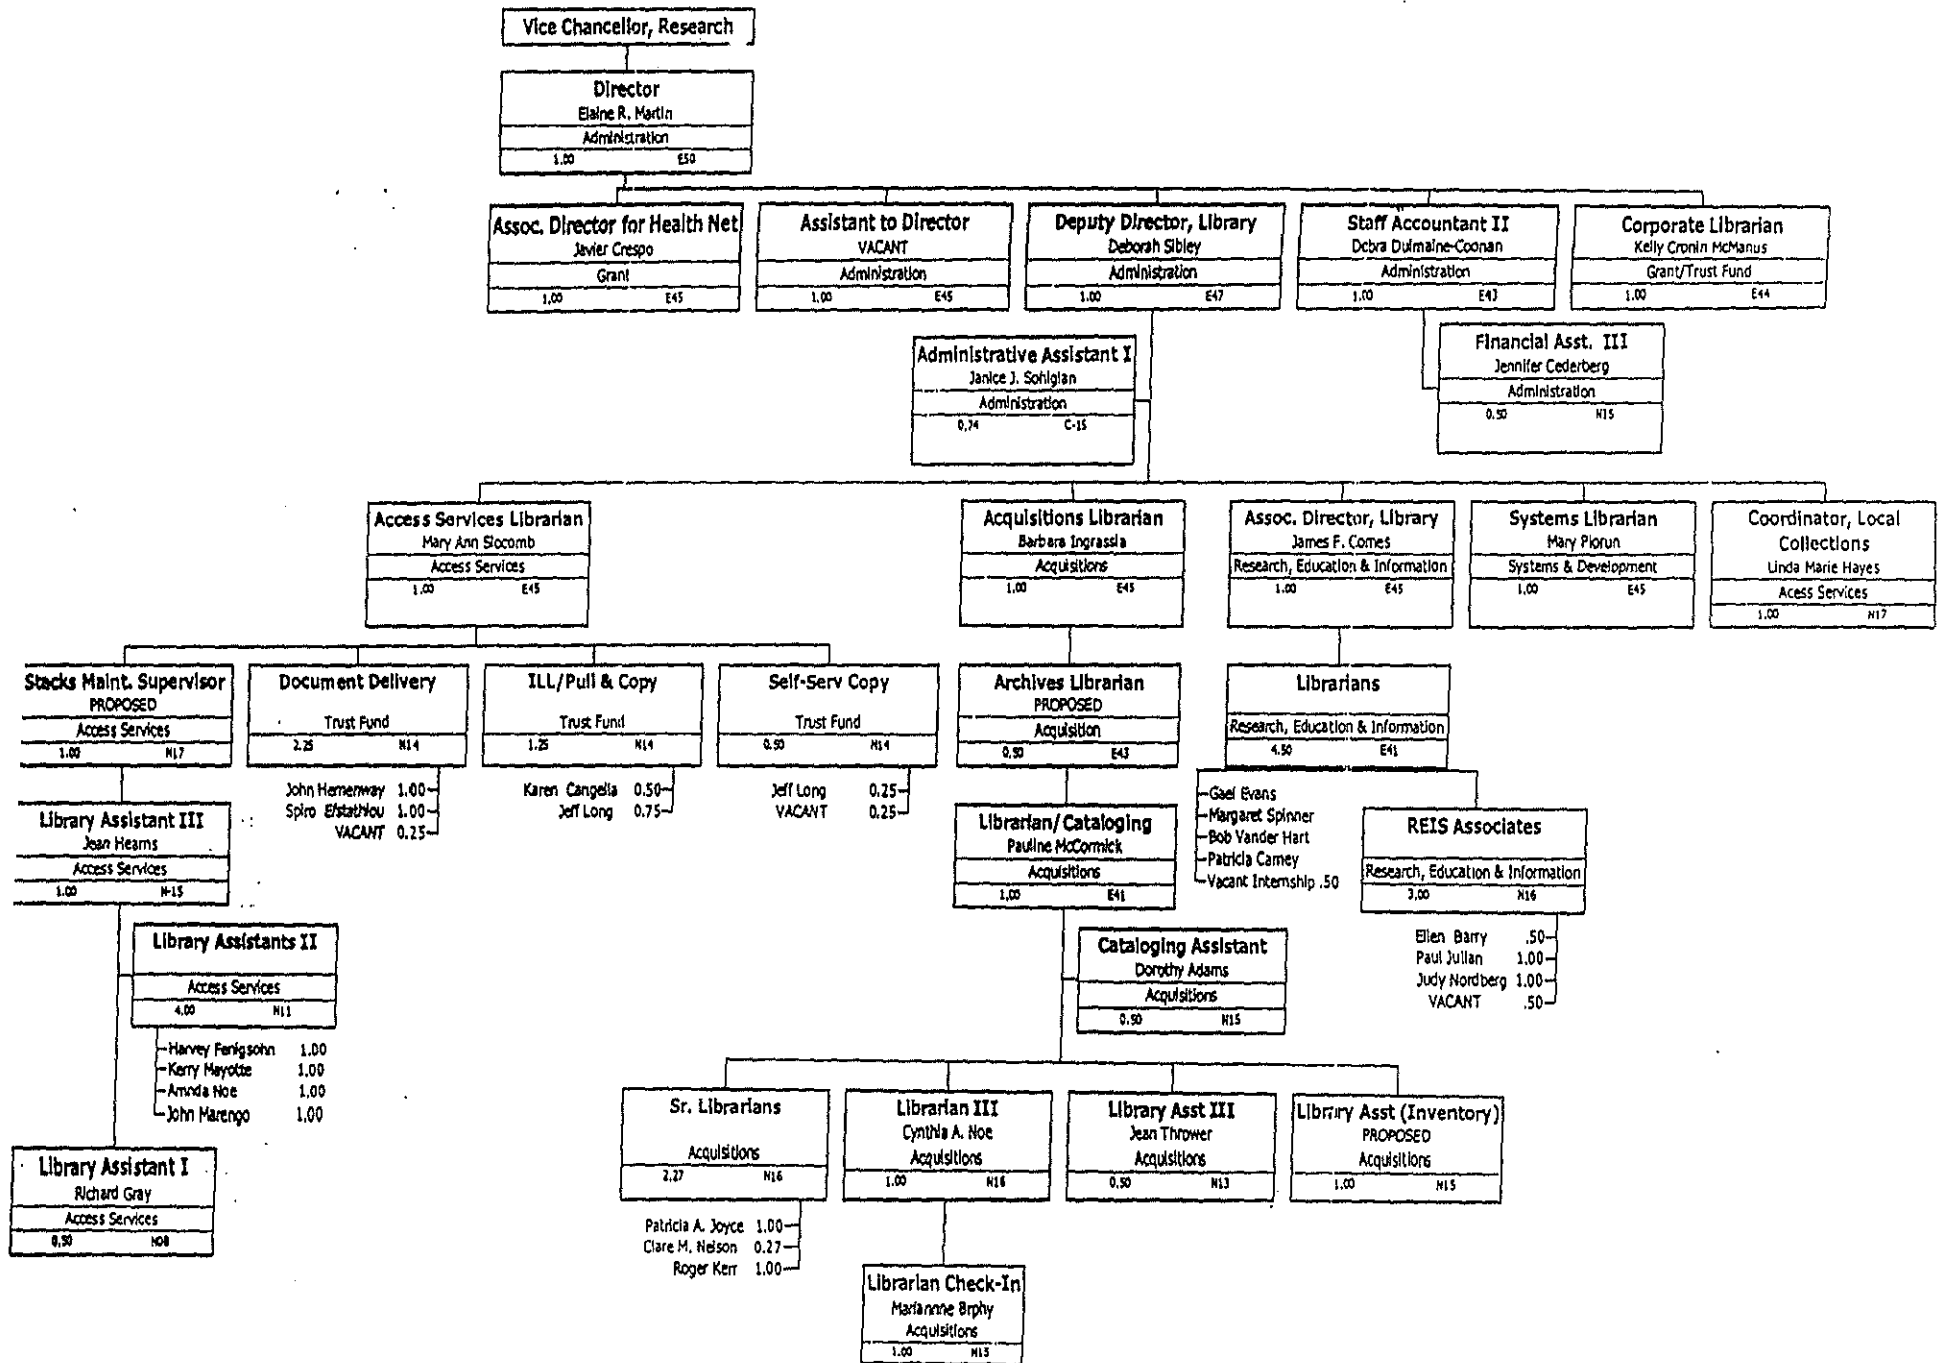 Vice Chancellor, Research
Director
Elaine R. Martin
Administration
1.00 E50
Assoc. Director for Health Net
Javier Crespo
Grant
1.00 E45
Assistant to Director
VACANT
Administration
1.00 E45
Deputy Director, Library
Deborah Sibley
Administration
1.00 E47
Staff Accountant II
Debra Dulmaine-Coonan
Administration
1.00 E43
Corporate Librarian
Kelly Cronin McManus
Grant/Trust Fund
1.00 E44
Administrative Assistant I
Janice J. Sohigian
Administration
0.74 C-15
Financial Asst. III
Jennifer Cederberg
Administration
0.50 N15
Access Services Librarian
Mary Ann Slocomb
Access Services
1.00 E45
Acquisitions Librarian
Barbara Ingrassia
Acquisitions
1.00 E45
Assoc. Director, Library
James F. Comes
Research, Education & Information
1.00 E45
Systems Librarian
Mary Piorun
Systems & Development
1.00 E45
Coordinator, Local
Collections
Linda Marie Hayes
Acess Services
1.00 N17
Stacks Maint. Supervisor
PROPOSED
Access Services
1.00 N17
Document Delivery
Trust Fund
2.25 N14
John Hemenway 1.00
Spiro Efstathiou 1.00
VACANT 0.25
ILL/Pull & Copy
Trust Fund
1.25 N14
Karen Cangella 0.50
Jeff Long 0.75
Self-Serv Copy
Trust Fund
0.50 N14
Jeff Long 0.25
VACANT 0.25
Archives Librarian
PROPOSED
Acquisition
0.50 E43
Librarians
Research, Education & Information
4.50 E41
Gael Evans
Margaret Spinner
Bob Vander Hart
Patricia Carney
Vacant Internship .50
REIS Associates
Research, Education & Information
3.00 N16
Ellen Barry .50
Paul Julian 1.00
Judy Nordberg 1.00
VACANT .50
Library Assistant III
Jean Hearns
Access Services
1.00 N-15
Librarian/Cataloging
Pauline McCormick
Acquisitions
1.00 E41
Library Assistants II
Access Services
4.00 N11
Harvey Fenigsohn 1.00
Kerry Mayotte 1.00
Amnda Noe 1.00
John Marengo 1.00
Cataloging Assistant
Dorothy Adams
Acquisitions
0.50 N15
Library Assistant I
Richard Gray
Access Services
0.50 N08
Sr. Librarians
Acquisitions
2.27 N16
Patricia A. Joyce 1.00
Clare M. Nelson 0.27
Roger Kerr 1.00
Librarian III
Cynthia A. Noe
Acquisitions
1.00 N16
Library Asst III
Jean Thrower
Acquisitions
0.50 N13
Library Asst (Inventory)
PROPOSED
Acquisitions
1.00 N15
Librarian Check-In
Mariannne Brphy
Acquisitions
1.00 N13